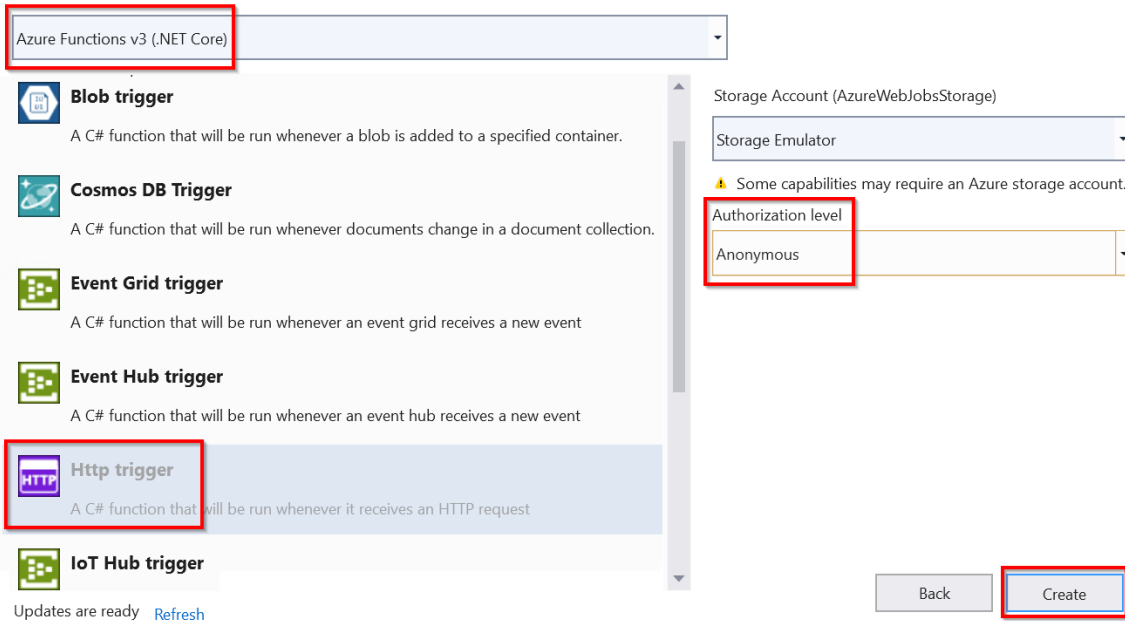 Azure Functions v3 (.NET Core)
Blob trigger
A C# function that will be run whenever a blob is added to a specified container.
Cosmos DB Trigger
A C# function that will be run whenever documents change in a document collection.
Event Grid trigger
A C# function that will be run whenever an event grid receives a new event
Event Hub trigger
A C# function that will be run whenever an event hub receives a new event
HTTP
Http trigger
A C# function that will be run whenever it receives an HTTP request
IoT Hub trigger
Updates are ready Refresh
Storage Account (AzureWebJobsStorage)
Storage Emulator
Some capabilities may require an Azure storage account.
Authorization level
Anonymous
Back
Create